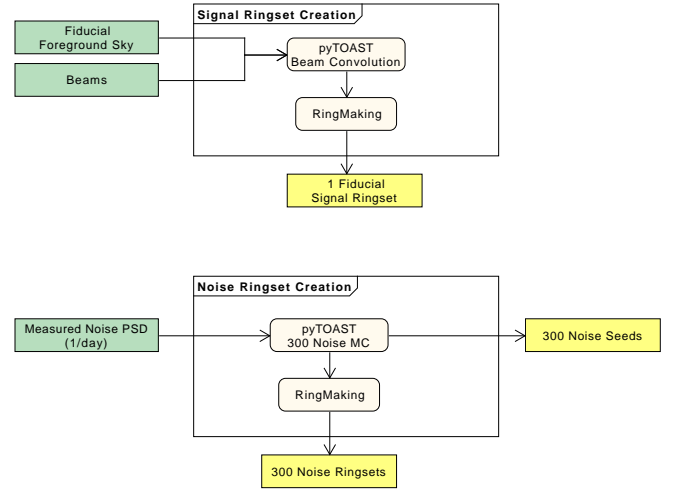 Signal Ringset Creation
Fiducial
Foreground Sky
Beams
pyTOAST
Beam Convolution
RingMaking
1 Fiducial
Signal Ringset
Noise Ringset Creation
Measured Noise PSD
(1/day)
pyTOAST
300 Noise MC
300 Noise Seeds
RingMaking
300 Noise Ringsets